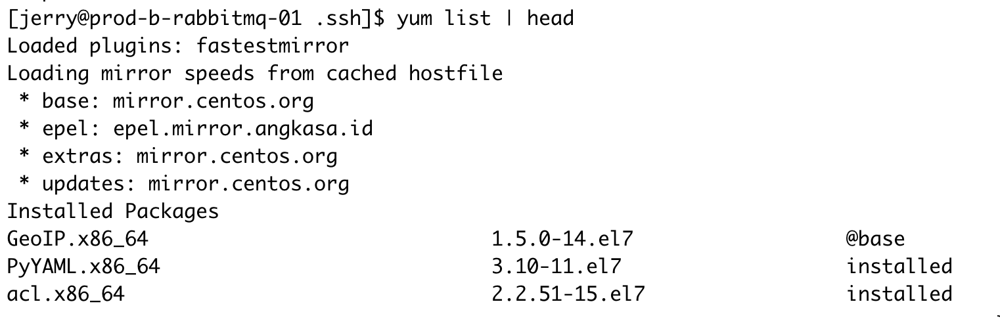 [jerry@prod-b-rabbitmq-01 .ssh]$ yum list | head
Loaded plugins: fastestmirror
Loading mirror speeds from cached hostfile
 * base: mirror.centos.org
 * epel: epel.mirror.angkasa.id
 * extras: mirror.centos.org
 * updates: mirror.centos.org
Installed Packages
GeoIP.x86_64 1.5.0-14.el7 @base
PyYAML.x86_64 3.10-11.el7 installed
acl.x86_64 2.2.51-15.el7 installed